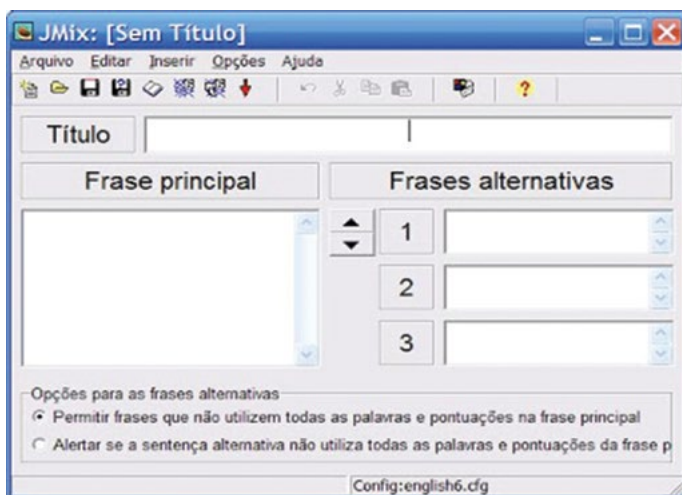 JMix: [Sem Título]
Arquivo Editar Inserir Opções Ajuda
?
Título
Frase principal Frases alternativas
1
2
3
Opções para as frases alternativas
Permitir frases que não utilizem todas as palavras e pontuações na frase principal
Alertar se a sentença alternativa não utiliza todas as palavras e pontuações da frase p
Config:english6.cfg